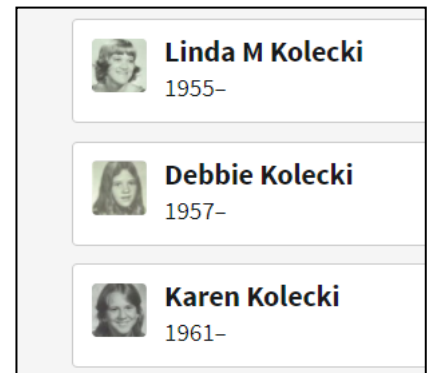 Linda M Kolecki
1955–
Debbie Kolecki
1957–
Karen Kolecki
1961–